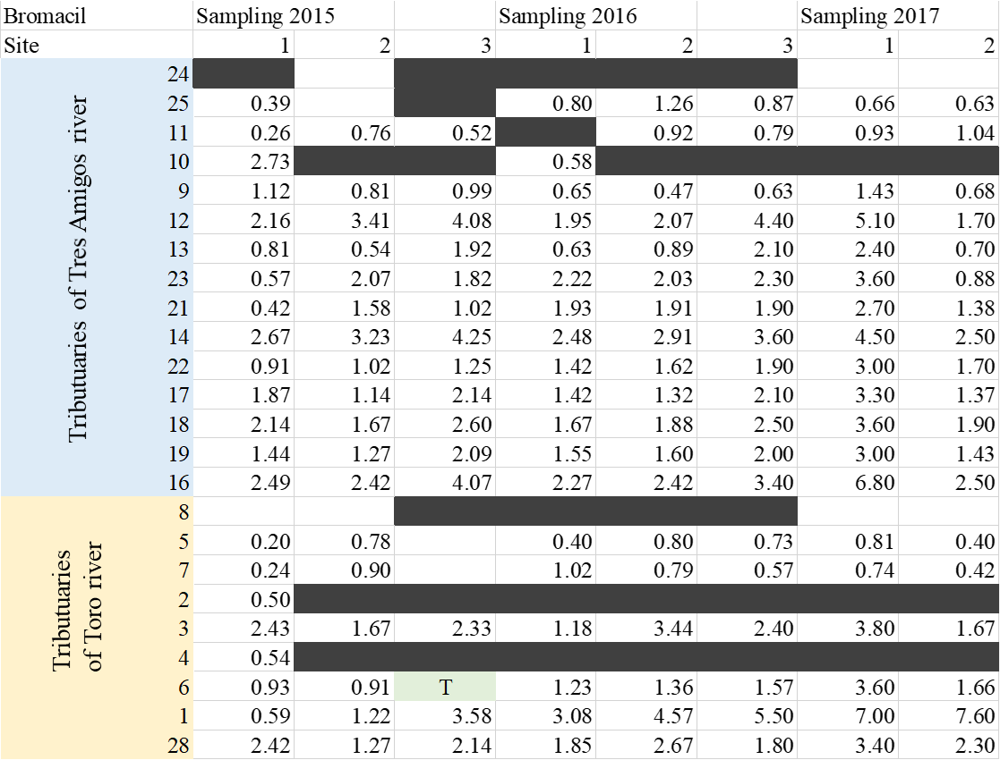 Bromacil Sampling 2015 Sampling 2016 Sampling 2017
Site 1 2 3 1 2 3 1 2
Tributuaries of Tres Amigos river
24
25 0.39 0.80 1.26 0.87 0.66 0.63
11 0.26 0.76 0.52 0.92 0.79 0.93 1.04
10 2.73 0.58
9 1.12 0.81 0.99 0.65 0.47 0.63 1.43 0.68
12 2.16 3.41 4.08 1.95 2.07 4.40 5.10 1.70
13 0.81 0.54 1.92 0.63 0.89 2.10 2.40 0.70
23 0.57 2.07 1.82 2.22 2.03 2.30 3.60 0.88
21 0.42 1.58 1.02 1.93 1.91 1.90 2.70 1.38
14 2.67 3.23 4.25 2.48 2.91 3.60 4.50 2.50
22 0.91 1.02 1.25 1.42 1.62 1.90 3.00 1.70
17 1.87 1.14 2.14 1.42 1.32 2.10 3.30 1.37
18 2.14 1.67 2.60 1.67 1.88 2.50 3.60 1.90
19 1.44 1.27 2.09 1.55 1.60 2.00 3.00 1.43
16 2.49 2.42 4.07 2.27 2.42 3.40 6.80 2.50
Tributuaries
of Toro river
8
5 0.20 0.78 0.40 0.80 0.73 0.81 0.40
7 0.24 0.90 1.02 0.79 0.57 0.74 0.42
2 0.50
3 2.43 1.67 2.33 1.18 3.44 2.40 3.80 1.67
4 0.54
6 0.93 0.91 T 1.23 1.36 1.57 3.60 1.66
1 0.59 1.22 3.58 3.08 4.57 5.50 7.00 7.60
28 2.42 1.27 2.14 1.85 2.67 1.80 3.40 2.30